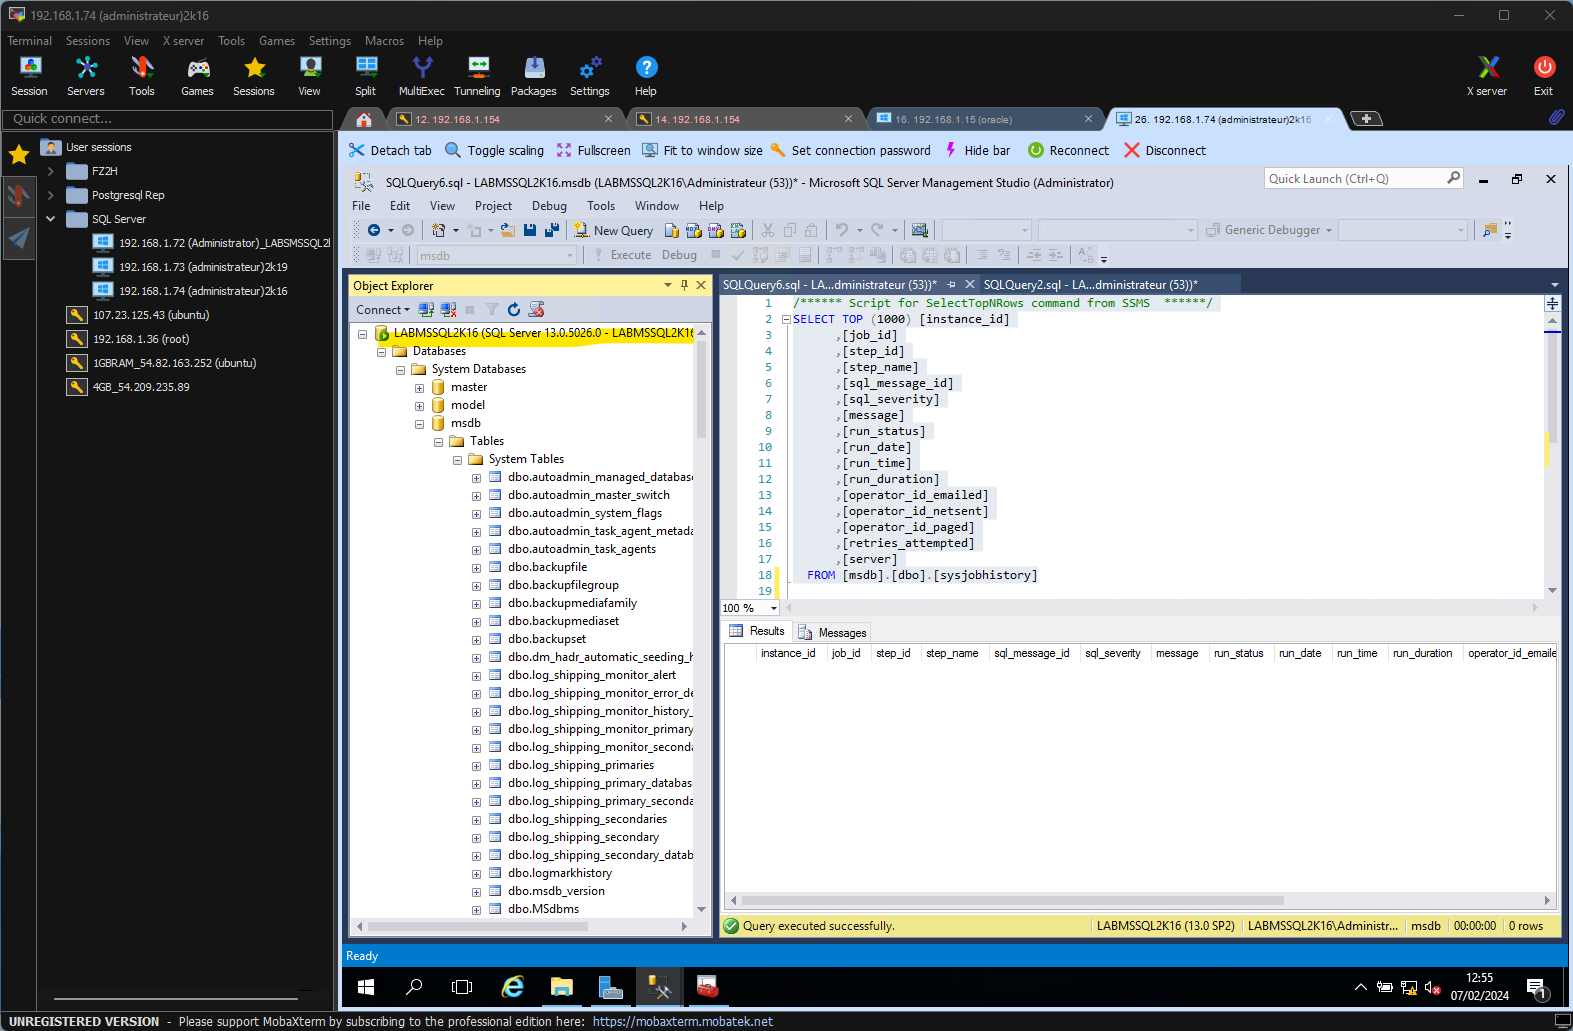 192.168.1.74 (administrateur)2k16
Terminal Sessions View X server Tools Games Settings Macros Help
Session Servers Tools Games Sessions View Split MultiExec Tunneling Packages Settings Help X server Exit
Quick connect...
12. 192.168.1.154
14. 192.168.1.154
16. 192.168.1.15 (oracle)
26. 192.168.1.74 (administrateur)2k16
User sessions
FZ2H
Postgresql Rep
SQL Server
192.168.1.72 (Administrator)_LABSMSSQL2
192.168.1.73 (administrateur)2k19
192.168.1.74 (administrateur)2k16
107.23.125.43 (ubuntu)
192.168.1.36 (root)
1GBRAM_54.82.163.252 (ubuntu)
4GB_54.209.235.89
Detach tab Toggle scaling Fullscreen Fit to window size Set connection password Hide bar Reconnect Disconnect
SQLQuery6.sql - LABMSSQL2K16.msdb (LABMSSQL2K16\Administrateur (53))* - Microsoft SQL Server Management Studio (Administrator)
Quick Launch (Ctrl+Q)
File Edit View Project Debug Tools Window Help
New Query MDX DMX XMLA Generic Debugger
msdb Execute Debug
Object Explorer
Connect
LABMSSQL2K16 (SQL Server 13.0.5026.0 - LABMSSQL2K16
Databases
System Databases
master
model
msdb
Tables
System Tables
dbo.autoadmin_managed_database
dbo.autoadmin_master_switch
dbo.autoadmin_system_flags
dbo.autoadmin_task_agent_metada
dbo.autoadmin_task_agents
dbo.backupfile
dbo.backupfilegroup
dbo.backupmediafamily
dbo.backupmediaset
dbo.backupset
dbo.dm_hadr_automatic_seeding_h
dbo.log_shipping_monitor_alert
dbo.log_shipping_monitor_error_de
dbo.log_shipping_monitor_history_
dbo.log_shipping_monitor_primary
dbo.log_shipping_monitor_seconda
dbo.log_shipping_primaries
dbo.log_shipping_primary_databas
dbo.log_shipping_primary_seconda
dbo.log_shipping_secondaries
dbo.log_shipping_secondary
dbo.log_shipping_secondary_datab
dbo.logmarkhistory
dbo.msdb_version
dbo.MSdbms
SQLQuery6.sql - LA...dministrateur (53))* SQLQuery2.sql - LA...dministrateur (53))*
1 /****** Script for SelectTopNRows command from SSMS ******/
2 SELECT TOP (1000) [instance_id]
3 ,[job_id]
4 ,[step_id]
5 ,[step_name]
6 ,[sql_message_id]
7 ,[sql_severity]
8 ,[message]
9 ,[run_status]
10 ,[run_date]
11 ,[run_time]
12 ,[run_duration]
13 ,[operator_id_emailed]
14 ,[operator_id_netsent]
15 ,[operator_id_paged]
16 ,[retries_attempted]
17 ,[server]
18 FROM [msdb].[dbo].[sysjobhistory]
19
100 %
Results Messages
instance_id job_id step_id step_name sql_message_id sql_severity message run_status run_date run_time run_duration operator_id_emaile
Query executed successfully. LABMSSQL2K16 (13.0 SP2) LABMSSQL2K16\Administr... msdb 00:00:00 0 rows
Ready
12:55
07/02/2024
1
UNREGISTERED VERSION - Please support MobaXterm by subscribing to the professional edition here: https://mobaxterm.mobatek.net